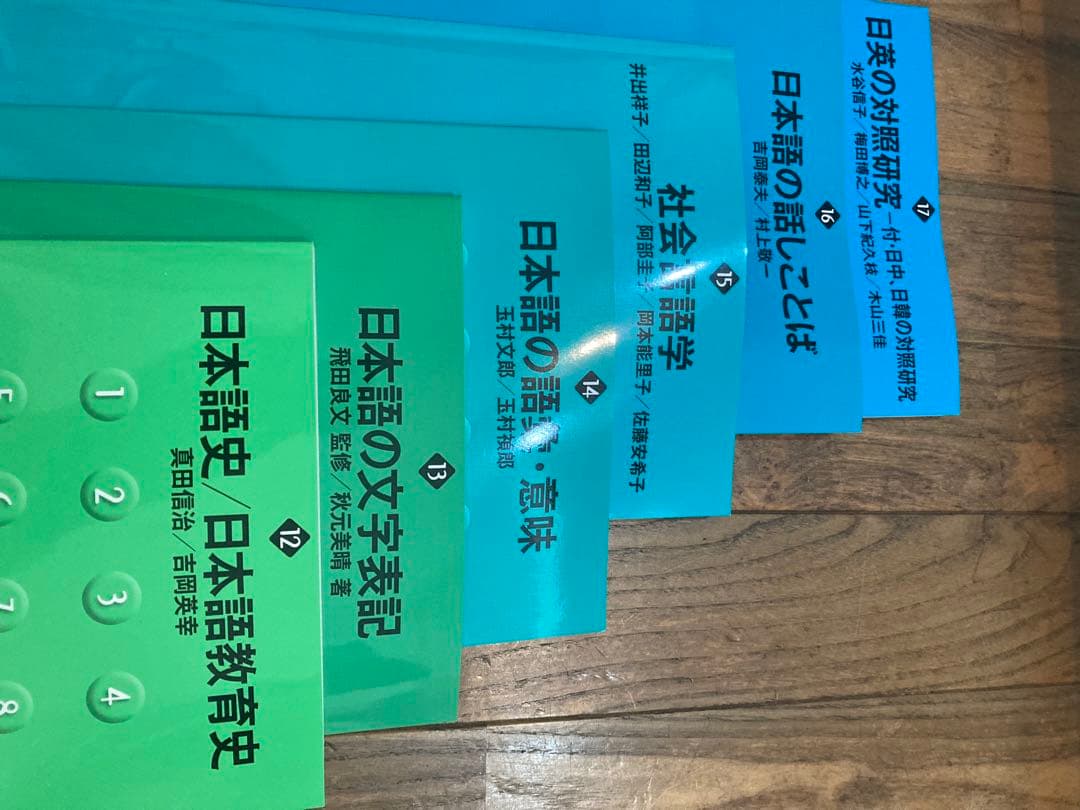 17
日英の対照研究 ―付・日中、日韓の対照研究
水谷信子/梅田博之/山下紀久枝/木山三佳
16
日本語の話しことば
吉岡泰夫/村上敬一
15
社会言語学
井出祥子/田辺和子/阿部圭子/岡本能里子/佐藤安希子
14
日本語の語彙・意味
玉村文郎/玉村禎郎
13
日本語の文字表記
飛田良文 監修/秋元美晴 著
12
日本語史/日本語教育史
真田信治/吉岡英幸
1
2
3
4
5
6
7
8